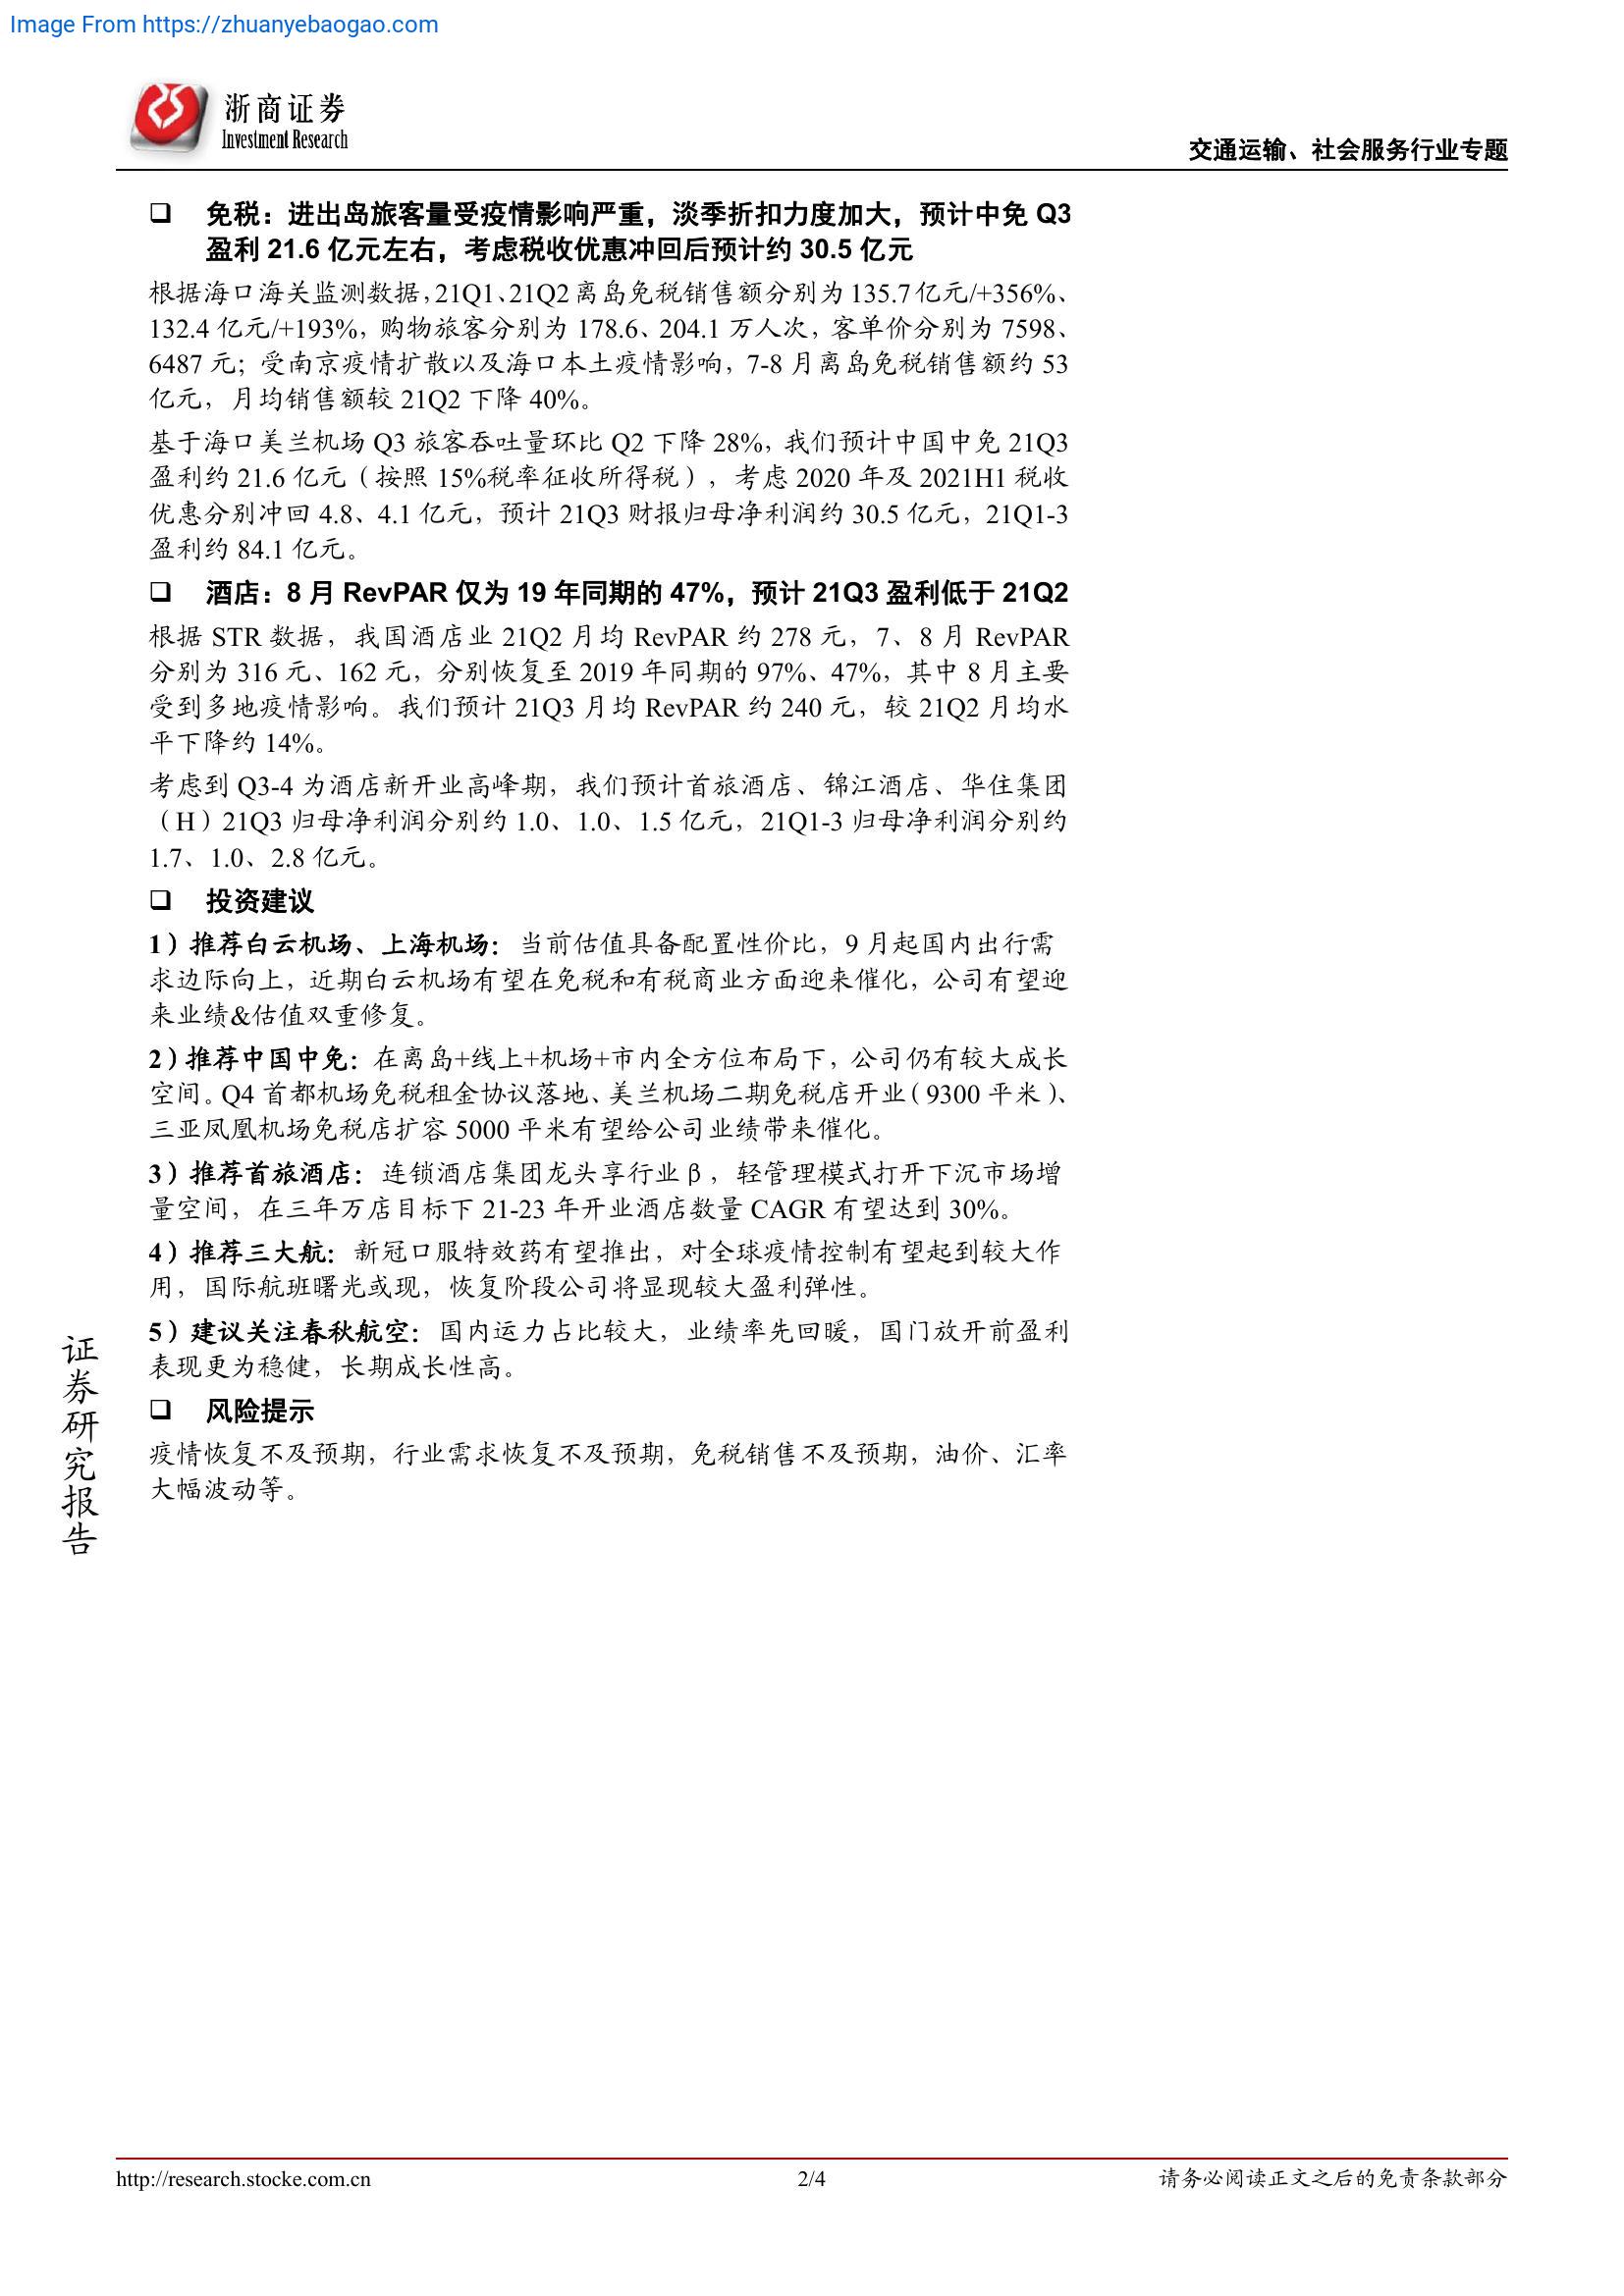 Image From https://zhuanyebaogao.com
浙商证券
Investment Research
交通运输、社会服务行业专题
❑ 免税：进出岛旅客量受疫情影响严重，淡季折扣力度加大，预计中免 Q3
盈利 21.6 亿元左右，考虑税收优惠冲回后预计约 30.5 亿元
根据海口海关监测数据，21Q1、21Q2 离岛免税销售额分别为 135.7 亿元/+356%、
132.4 亿元/+193%，购物旅客分别为 178.6、204.1 万人次，客单价分别为 7598、
6487 元；受南京疫情扩散以及海口本土疫情影响，7-8 月离岛免税销售额约 53
亿元，月均销售额较 21Q2 下降 40%。
基于海口美兰机场 Q3 旅客吞吐量环比 Q2 下降 28%，我们预计中国中免 21Q3
盈利约 21.6 亿元（按照 15%税率征收所得税），考虑 2020 年及 2021H1 税收
优惠分别冲回 4.8、4.1 亿元，预计 21Q3 财报归母净利润约 30.5 亿元，21Q1-3
盈利约 84.1 亿元。
❑ 酒店：8 月 RevPAR 仅为 19 年同期的 47%，预计 21Q3 盈利低于 21Q2
根据 STR 数据，我国酒店业 21Q2 月均 RevPAR 约 278 元，7、8 月 RevPAR
分别为 316 元、162 元，分别恢复至 2019 年同期的 97%、47%，其中 8 月主要
受到多地疫情影响。我们预计 21Q3 月均 RevPAR 约 240 元，较 21Q2 月均水
平下降约 14%。
考虑到 Q3-4 为酒店新开业高峰期，我们预计首旅酒店、锦江酒店、华住集团
（H）21Q3 归母净利润分别约 1.0、1.0、1.5 亿元，21Q1-3 归母净利润分别约
1.7、1.0、2.8 亿元。
❑ 投资建议
1）推荐白云机场、上海机场：当前估值具备配置性价比，9 月起国内出行需
求边际向上，近期白云机场有望在免税和有税商业方面迎来催化，公司有望迎
来业绩&估值双重修复。
2）推荐中国中免：在离岛+线上+机场+市内全方位布局下，公司仍有较大成长
空间。Q4 首都机场免税租金协议落地、美兰机场二期免税店开业（9300 平米）、
三亚凤凰机场免税店扩容 5000 平米有望给公司业绩带来催化。
3）推荐首旅酒店：连锁酒店集团龙头享行业 β，轻管理模式打开下沉市场增
量空间，在三年万店目标下 21-23 年开业酒店数量 CAGR 有望达到 30%。
4）推荐三大航：新冠口服特效药有望推出，对全球疫情控制有望起到较大作
用，国际航班曙光或现，恢复阶段公司将显现较大盈利弹性。
5）建议关注春秋航空：国内运力占比较大，业绩率先回暖，国门放开前盈利
表现更为稳健，长期成长性高。
❑ 风险提示
疫情恢复不及预期，行业需求恢复不及预期，免税销售不及预期，油价、汇率
大幅波动等。
证券研究报告
http://research.stocke.com.cn
2/4
请务必阅读正文之后的免责条款部分